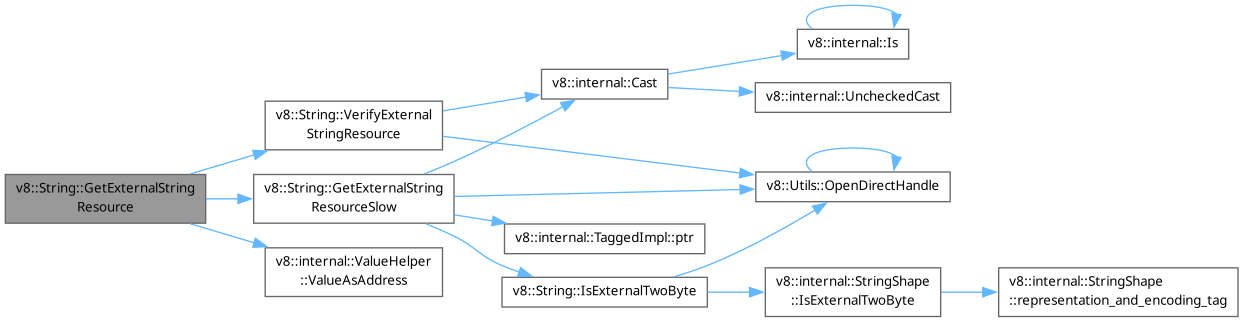 v8::String::GetExternalString
Resource
v8::String::VerifyExternal
StringResource
v8::String::GetExternalString
ResourceSlow
v8::internal::ValueHelper
::ValueAsAddress
v8::internal::Cast
v8::internal::TaggedImpl::ptr
v8::String::IsExternalTwoByte
v8::internal::Is
v8::internal::UncheckedCast
v8::Utils::OpenDirectHandle
v8::internal::StringShape
::IsExternalTwoByte
v8::internal::StringShape
::representation_and_encoding_tag